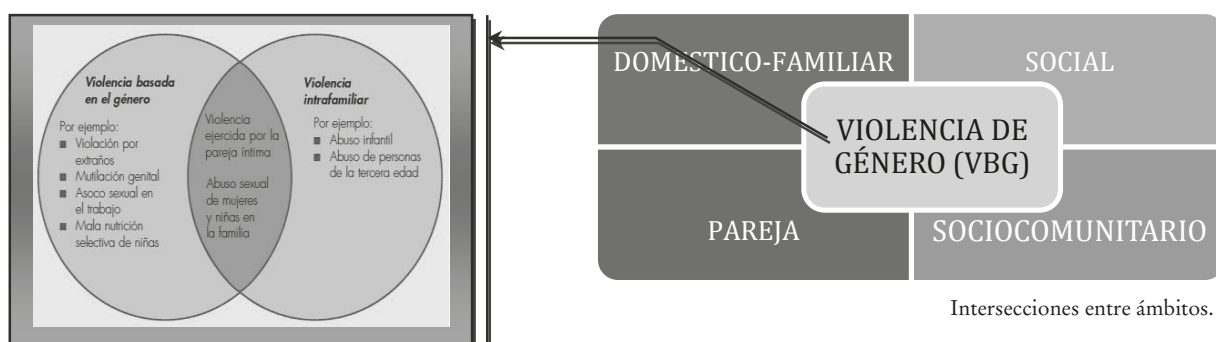 Violencia basada
en el género
Por ejemplo:
■ Violación por
extraños
■ Mutilación genital
■ Asoco sexual en
el trabajo
■ Mala nutrición
selectiva de niñas
Violencia
ejercida por la
pareja íntima
Abuso sexual
de mujeres
y niñas en
la familia
Violencia
intrafamiliar
Por ejemplo:
■ Abuso infantil
■ Abuso de personas
de la tercera edad
DOMESTICO-FAMILIAR
SOCIAL
VIOLENCIA DE
GÉNERO (VBG)
PAREJA
SOCIOCOMUNITARIO
Intersecciones entre ámbitos.